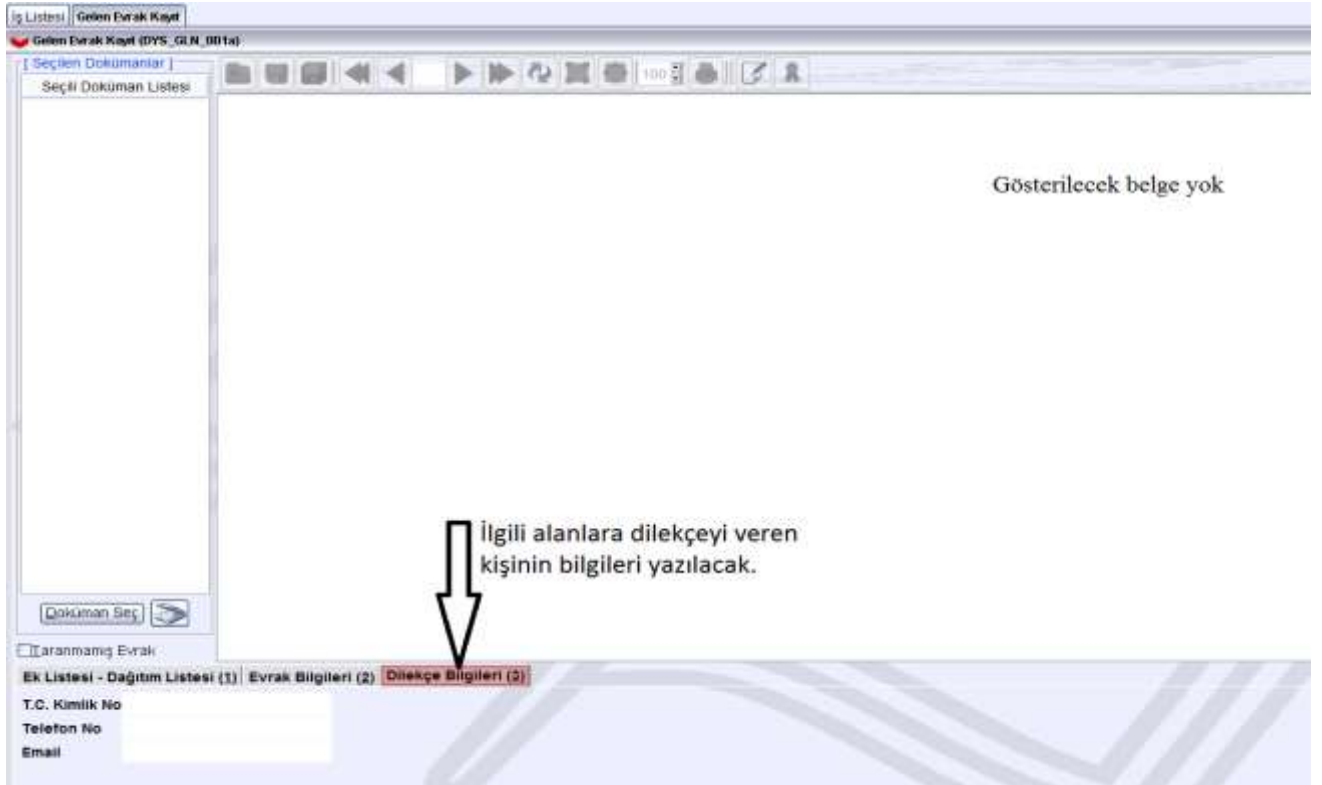 İş Listesi Gelen Evrak Kayıt
Gelen Evrak Kayıt (DYS_GLN_001a)
[ Seçilen Dokümanlar ]
Seçili Doküman Listesi
100
Gösterilecek belge yok
İlgili alanlara dilekçeyi veren
kişinin bilgileri yazılacak.
Doküman Seç
Taranmamış Evrak
Ek Listesi - Dağıtım Listesi (1) Evrak Bilgileri (2) Dilekçe Bilgileri (3)
T.C. Kimlik No
Telefon No
Email